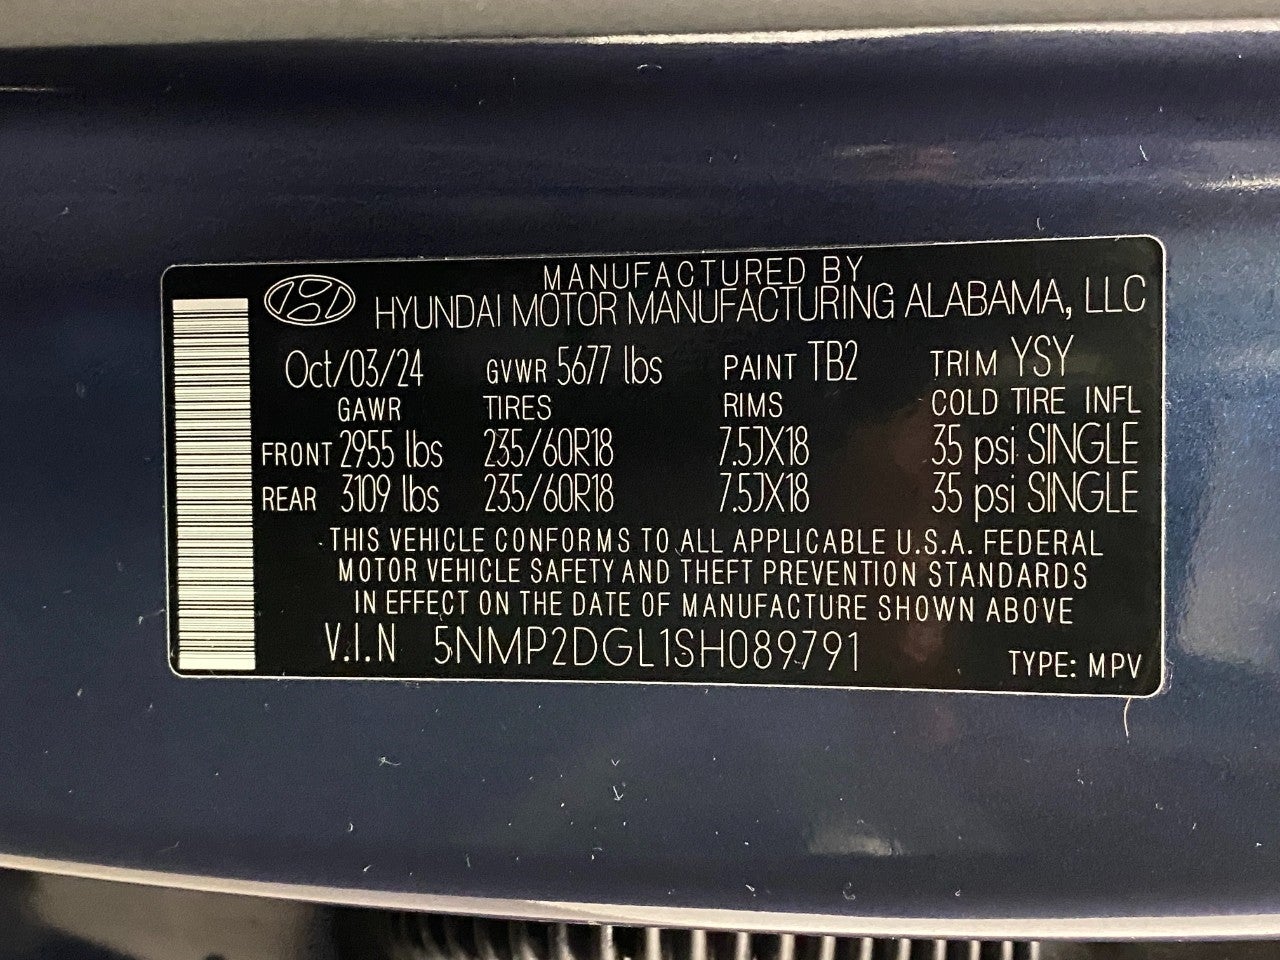 MANUFACTURED BY
HYUNDAI MOTOR MANUFACTURING ALABAMA, LLC
Oct/03/24 GVWR 5677 lbs PAINT TB2 TRIM YSY
GAWR TIRES RIMS COLD TIRE INFL
FRONT 2955 lbs 235/60R18 7.5JX18 35 psi SINGLE
REAR 3109 lbs 235/60R18 7.5JX18 35 psi SINGLE
THIS VEHICLE CONFORMS TO ALL APPLICABLE U.S.A. FEDERAL
MOTOR VEHICLE SAFETY AND THEFT PREVENTION STANDARDS
IN EFFECT ON THE DATE OF MANUFACTURE SHOWN ABOVE
V.I.N 5NMP2DGL1SH089791 TYPE: MPV